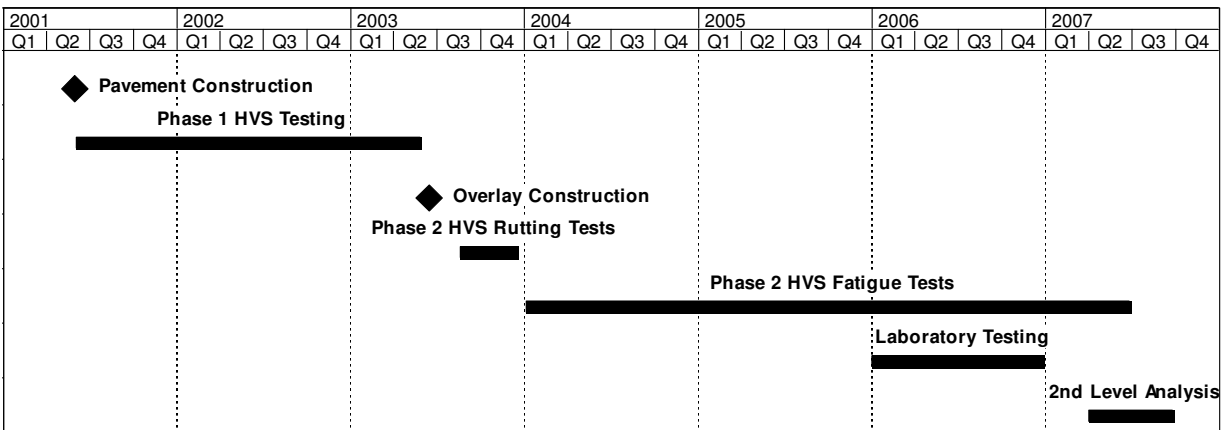 2001 2002 2003 2004 2005 2006 2007
Q1 Q2 Q3 Q4 Q1 Q2 Q3 Q4 Q1 Q2 Q3 Q4 Q1 Q2 Q3 Q4 Q1 Q2 Q3 Q4 Q1 Q2 Q3 Q4 Q1 Q2 Q3 Q4
Pavement Construction
Phase 1 HVS Testing
Overlay Construction
Phase 2 HVS Rutting Tests
Phase 2 HVS Fatigue Tests
Laboratory Testing
2nd Level Analysis